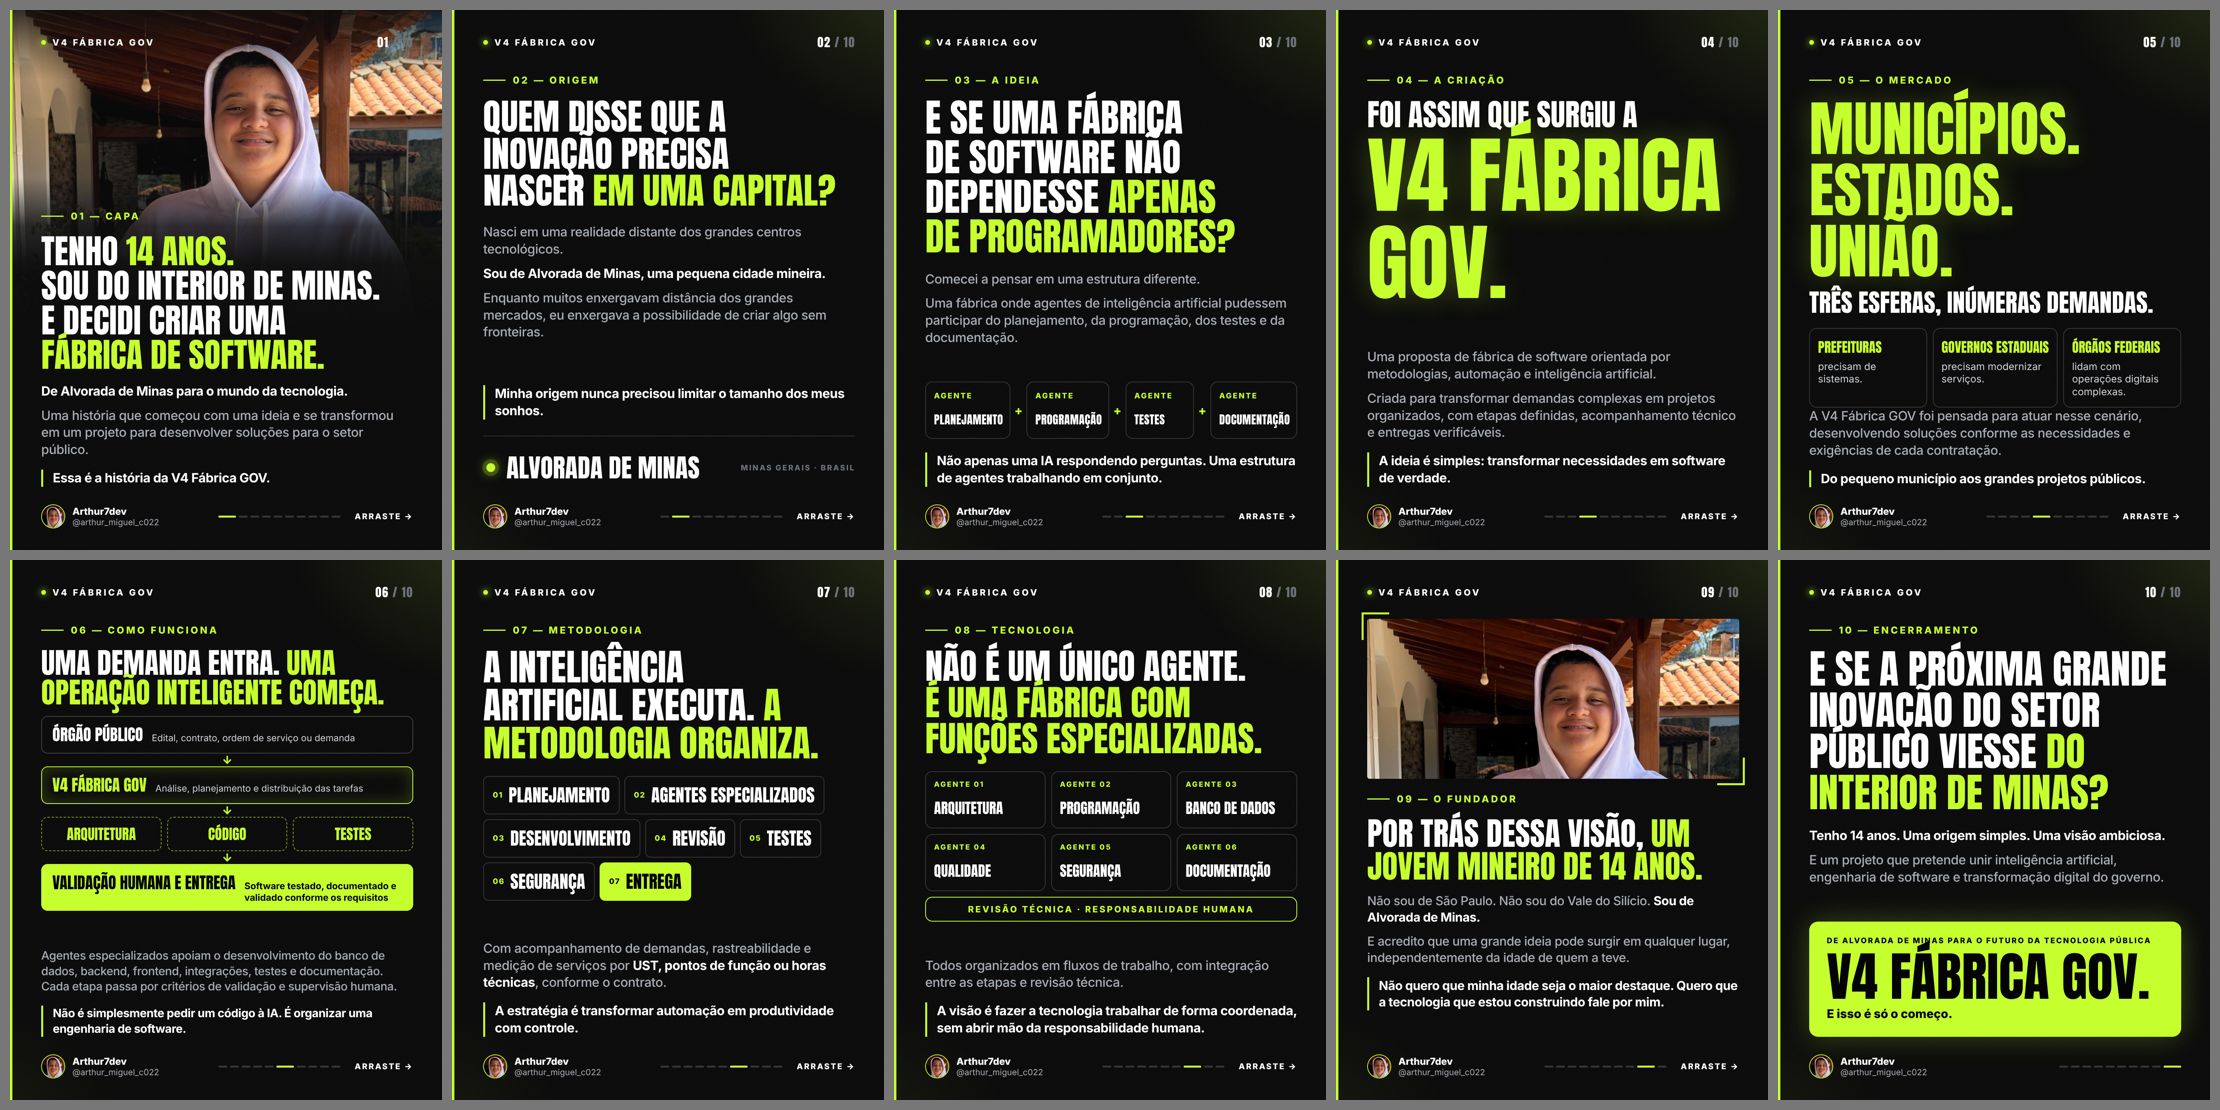 V4 FÁBRICA GOV
01
01 — CAPA
TENHO 14 ANOS.
SOU DO INTERIOR DE MINAS.
E DECIDI CRIAR UMA
FÁBRICA DE SOFTWARE.
De Alvorada de Minas para o mundo da tecnologia.
Uma história que começou com uma ideia e se transformou
em um projeto para desenvolver soluções para o setor
público.
Essa é a história da V4 Fábrica GOV.
Arthur7dev
@arthur_miguel_c022
ARRASTE →
V4 FÁBRICA GOV
02 / 10
02 — ORIGEM
QUEM DISSE QUE A
INOVAÇÃO PRECISA
NASCER EM UMA CAPITAL?
Nasci em uma realidade distante dos grandes centros
tecnológicos.
Sou de Alvorada de Minas, uma pequena cidade mineira.
Enquanto muitos enxergavam distância dos grandes
mercados, eu enxergava a possibilidade de criar algo sem
fronteiras.
Minha origem nunca precisou limitar o tamanho dos meus
sonhos.
ALVORADA DE MINAS
MINAS GERAIS · BRASIL
Arthur7dev
@arthur_miguel_c022
ARRASTE →
V4 FÁBRICA GOV
03 / 10
03 — A IDEIA
E SE UMA FÁBRICA
DE SOFTWARE NÃO
DEPENDESSE APENAS
DE PROGRAMADORES?
Comecei a pensar em uma estrutura diferente.
Uma fábrica onde agentes de inteligência artificial pudessem
participar do planejamento, da programação, dos testes e da
documentação.
AGENTE
PLANEJAMENTO
+
AGENTE
PROGRAMAÇÃO
+
AGENTE
TESTES
+
AGENTE
DOCUMENTAÇÃO
Não apenas uma IA respondendo perguntas. Uma estrutura
de agentes trabalhando em conjunto.
Arthur7dev
@arthur_miguel_c022
ARRASTE →
V4 FÁBRICA GOV
04 / 10
04 — A CRIAÇÃO
FOI ASSIM QUE SURGIU A
V4 FÁBRICA
GOV.
Uma proposta de fábrica de software orientada por
metodologias, automação e inteligência artificial.
Criada para transformar demandas complexas em projetos
organizados, com etapas definidas, acompanhamento técnico
e entregas verificáveis.
A ideia é simples: transformar necessidades em software
de verdade.
Arthur7dev
@arthur_miguel_c022
ARRASTE →
V4 FÁBRICA GOV
05 / 10
05 — O MERCADO
MUNICÍPIOS.
ESTADOS.
UNIÃO.
TRÊS ESFERAS, INÚMERAS DEMANDAS.
PREFEITURAS
precisam de
sistemas.
GOVERNOS ESTADUAIS
precisam modernizar
serviços.
ÓRGÃOS FEDERAIS
lidam com
operações digitais
complexas.
A V4 Fábrica GOV foi pensada para atuar nesse cenário,
desenvolvendo soluções conforme as necessidades e
exigências de cada contratação.
Do pequeno município aos grandes projetos públicos.
Arthur7dev
@arthur_miguel_c022
ARRASTE →
V4 FÁBRICA GOV
06 / 10
06 — COMO FUNCIONA
UMA DEMANDA ENTRA. UMA
OPERAÇÃO INTELIGENTE COMEÇA.
ÓRGÃO PÚBLICO Edital, contrato, ordem de serviço ou demanda
↓
V4 FÁBRICA GOV Análise, planejamento e distribuição das tarefas
↓
ARQUITETURA
CÓDIGO
TESTES
↓
VALIDAÇÃO HUMANA E ENTREGA
Software testado, documentado e
validado conforme os requisitos
Agentes especializados apoiam o desenvolvimento do banco de
dados, backend, frontend, integrações, testes e documentação.
Cada etapa passa por critérios de validação e supervisão humana.
Não é simplesmente pedir um código à IA. É organizar uma
engenharia de software.
Arthur7dev
@arthur_miguel_c022
ARRASTE →
V4 FÁBRICA GOV
07 / 10
07 — METODOLOGIA
A INTELIGÊNCIA
ARTIFICIAL EXECUTA. A
METODOLOGIA ORGANIZA.
01 PLANEJAMENTO
02 AGENTES ESPECIALIZADOS
03 DESENVOLVIMENTO
04 REVISÃO
05 TESTES
06 SEGURANÇA
07 ENTREGA
Com acompanhamento de demandas, rastreabilidade e
medição de serviços por UST, pontos de função ou horas
técnicas, conforme o contrato.
A estratégia é transformar automação em produtividade
com controle.
Arthur7dev
@arthur_miguel_c022
ARRASTE →
V4 FÁBRICA GOV
08 / 10
08 — TECNOLOGIA
NÃO É UM ÚNICO AGENTE.
É UMA FÁBRICA COM
FUNÇÕES ESPECIALIZADAS.
AGENTE 01
ARQUITETURA
AGENTE 02
PROGRAMAÇÃO
AGENTE 03
BANCO DE DADOS
AGENTE 04
QUALIDADE
AGENTE 05
SEGURANÇA
AGENTE 06
DOCUMENTAÇÃO
REVISÃO TÉCNICA · RESPONSABILIDADE HUMANA
Todos organizados em fluxos de trabalho, com integração
entre as etapas e revisão técnica.
A visão é fazer a tecnologia trabalhar de forma coordenada,
sem abrir mão da responsabilidade humana.
Arthur7dev
@arthur_miguel_c022
ARRASTE →
V4 FÁBRICA GOV
09 / 10
09 — O FUNDADOR
POR TRÁS DESSA VISÃO, UM
JOVEM MINEIRO DE 14 ANOS.
Não sou de São Paulo. Não sou do Vale do Silício. Sou de
Alvorada de Minas.
E acredito que uma grande ideia pode surgir em qualquer lugar,
independentemente da idade de quem a teve.
Não quero que minha idade seja o maior destaque. Quero que
a tecnologia que estou construindo fale por mim.
Arthur7dev
@arthur_miguel_c022
ARRASTE →
V4 FÁBRICA GOV
10 / 10
10 — ENCERRAMENTO
E SE A PRÓXIMA GRANDE
INOVAÇÃO DO SETOR
PÚBLICO VIESSE DO
INTERIOR DE MINAS?
Tenho 14 anos. Uma origem simples. Uma visão ambiciosa.
E um projeto que pretende unir inteligência artificial,
engenharia de software e transformação digital do governo.
DE ALVORADA DE MINAS PARA O FUTURO DA TECNOLOGIA PÚBLICA
V4 FÁBRICA GOV.
E isso é só o começo.
Arthur7dev
@arthur_miguel_c022